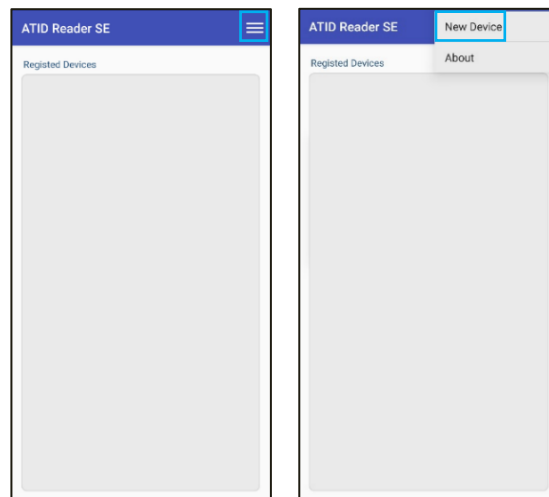 ATID Reader SE
Registed Devices
ATID Reader SE
New Device
About
Registed Devices